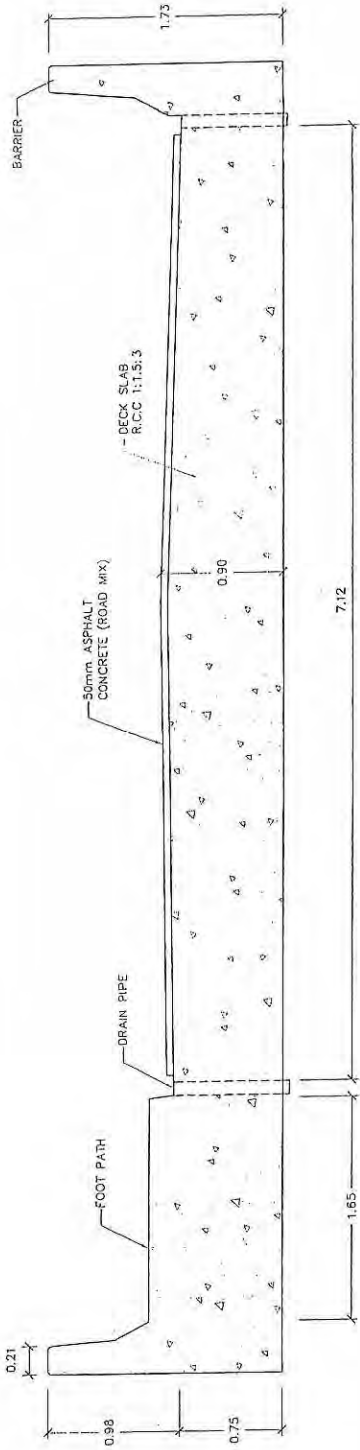 BARRIER
1.73
- DECK SLAB
R.C.C 1:1.5:3
50mm ASPHALT
CONCRETE (ROAD MIX)
0.90
7.12
DRAIN PIPE
FOOT PATH
1.65
0.21
0.98
0.75